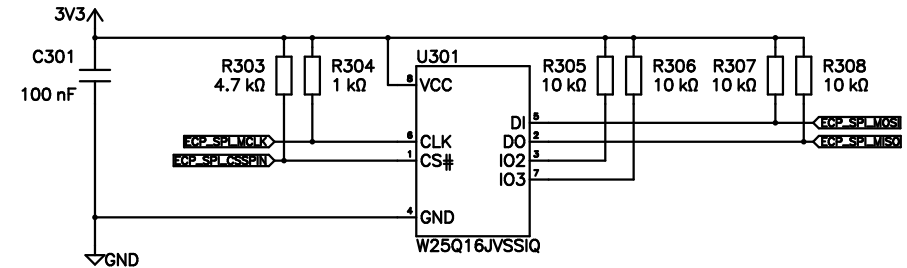 3V3
C301
100 nF
R303
4.7 kΩ
R304
1 kΩ
U301
8
VCC
R305
10 kΩ
R306
10 kΩ
R307
10 kΩ
R308
10 kΩ
DI
5
ECP_SPI_MOSI
ECP_SPI_MCLK
6
CLK
DO
2
ECP_SPI_MISO
ECP_SPI_CSSPIN
1
CS#
IO2
3
IO3
7
4
GND
W25Q16JVSSIQ
GND